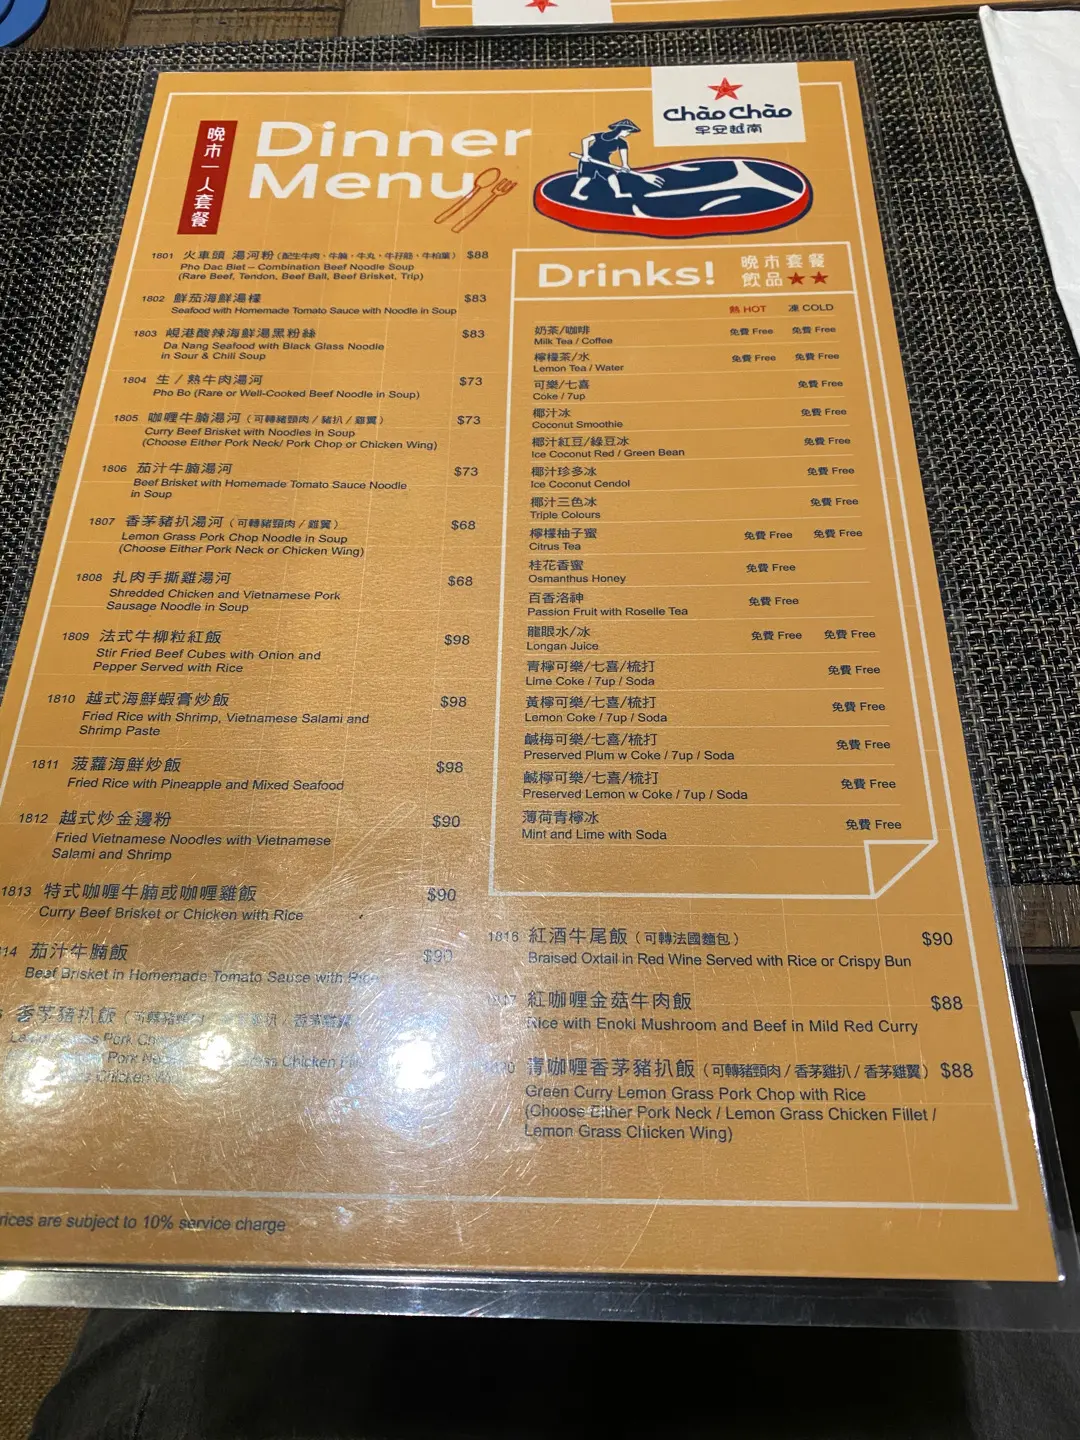 Chào Chào
早安越南
晚市一人套餐
Dinner
Menu
1801 火車頭 湯河粉 (配生牛肉、牛腩、牛丸、牛孖筋、牛柏葉) $88
Pho Dac Biet – Combination Beef Noodle Soup
(Rare Beef, Tendon, Beef Ball, Beef Brisket, Trip)
1802 鮮茄海鮮湯檬 $83
Seafood with Homemade Tomato Sauce with Noodle in Soup
1803 峴港酸辣海鮮湯黑粉絲 $83
Da Nang Seafood with Black Glass Noodle
in Sour & Chili Soup
1804 生 / 熟牛肉湯河 $73
Pho Bo (Rare or Well-Cooked Beef Noodle in Soup)
1805 咖喱牛腩湯河 (可轉豬頸肉 / 豬扒 / 雞翼) $73
Curry Beef Brisket with Noodles in Soup
(Choose Either Pork Neck/ Pork Chop or Chicken Wing)
1806 茄汁牛腩湯河 $73
Beef Brisket with Homemade Tomato Sauce Noodle
in Soup
1807 香茅豬扒湯河 (可轉豬頸肉 / 雞翼) $68
Lemon Grass Pork Chop Noodle in Soup
(Choose Either Pork Neck or Chicken Wing)
1808 扎肉手撕雞湯河 $68
Shredded Chicken and Vietnamese Pork
Sausage Noodle in Soup
1809 法式牛柳粒紅飯 $98
Stir Fried Beef Cubes with Onion and
Pepper Served with Rice
1810 越式海鮮蝦膏炒飯 $98
Fried Rice with Shrimp, Vietnamese Salami and
Shrimp Paste
1811 菠蘿海鮮炒飯 $98
Fried Rice with Pineapple and Mixed Seafood
1812 越式炒金邊粉 $90
Fried Vietnamese Noodles with Vietnamese
Salami and Shrimp
1813 特式咖喱牛腩或咖喱雞飯 $90
Curry Beef Brisket or Chicken with Rice
14 茄汁牛腩飯 $90
Beef Brisket in Homemade Tomato Sauce with Rice
香茅豬扒飯 (可轉豬頸肉 / 香茅雞翼
Pork Ch
Pork Ne ass Chicken Fil
Chicken W
rices are subject to 10% service charge
Drinks! 晚市套餐
飲品★★
熱 HOT 凍 COLD
奶茶/咖啡 免費 Free 免費 Free
Milk Tea / Coffee
檸檬茶/水 免費 Free 免費 Free
Lemon Tea / Water
可樂/七喜 免費 Free
Coke / 7up
椰汁冰 免費 Free
Coconut Smoothie
椰汁紅豆/綠豆冰 免費 Free
Ice Coconut Red / Green Bean
椰汁珍多冰 免費 Free
Ice Coconut Cendol
椰汁三色冰 免費 Free
Triple Colours
檸檬柚子蜜 免費 Free 免費 Free
Citrus Tea
桂花香蜜 免費 Free
Osmanthus Honey
百香洛神 免費 Free
Passion Fruit with Roselle Tea
龍眼水/冰 免費 Free 免費 Free
Longan Juice
青檸可樂/七喜/梳打 免費 Free
Lime Coke / 7up / Soda
黃檸可樂/七喜/梳打 免費 Free
Lemon Coke / 7up / Soda
鹹梅可樂/七喜/梳打 免費 Free
Preserved Plum w Coke / 7up / Soda
鹹檸可樂/七喜/梳打 免費 Free
Preserved Lemon w Coke / 7up / Soda
薄荷青檸冰 免費 Free
Mint and Lime with Soda
1816 紅酒牛尾飯 (可轉法國麵包) $90
Braised Oxtail in Red Wine Served with Rice or Crispy Bun
紅咖喱金菇牛肉飯 $88
Rice with Enoki Mushroom and Beef in Mild Red Curry
青咖喱香茅豬扒飯 (可轉豬頸肉 / 香茅雞扒 / 香茅雞翼) $88
Green Curry Lemon Grass Pork Chop with Rice
(Choose Either Pork Neck / Lemon Grass Chicken Fillet /
Lemon Grass Chicken Wing)